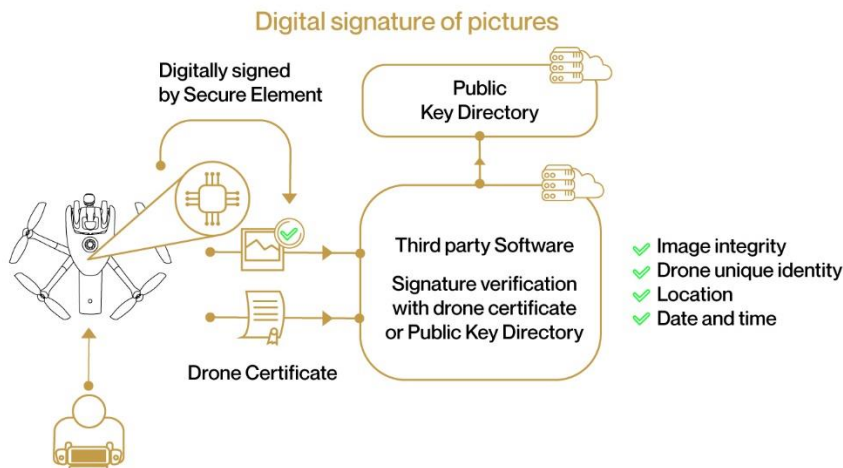 Digital signature of pictures
Digitally signed
by Secure Element
Public
Key Directory
Third party Software
Signature verification
with drone certificate
or Public Key Directory
Drone Certificate
Image integrity
Drone unique identity
Location
Date and time